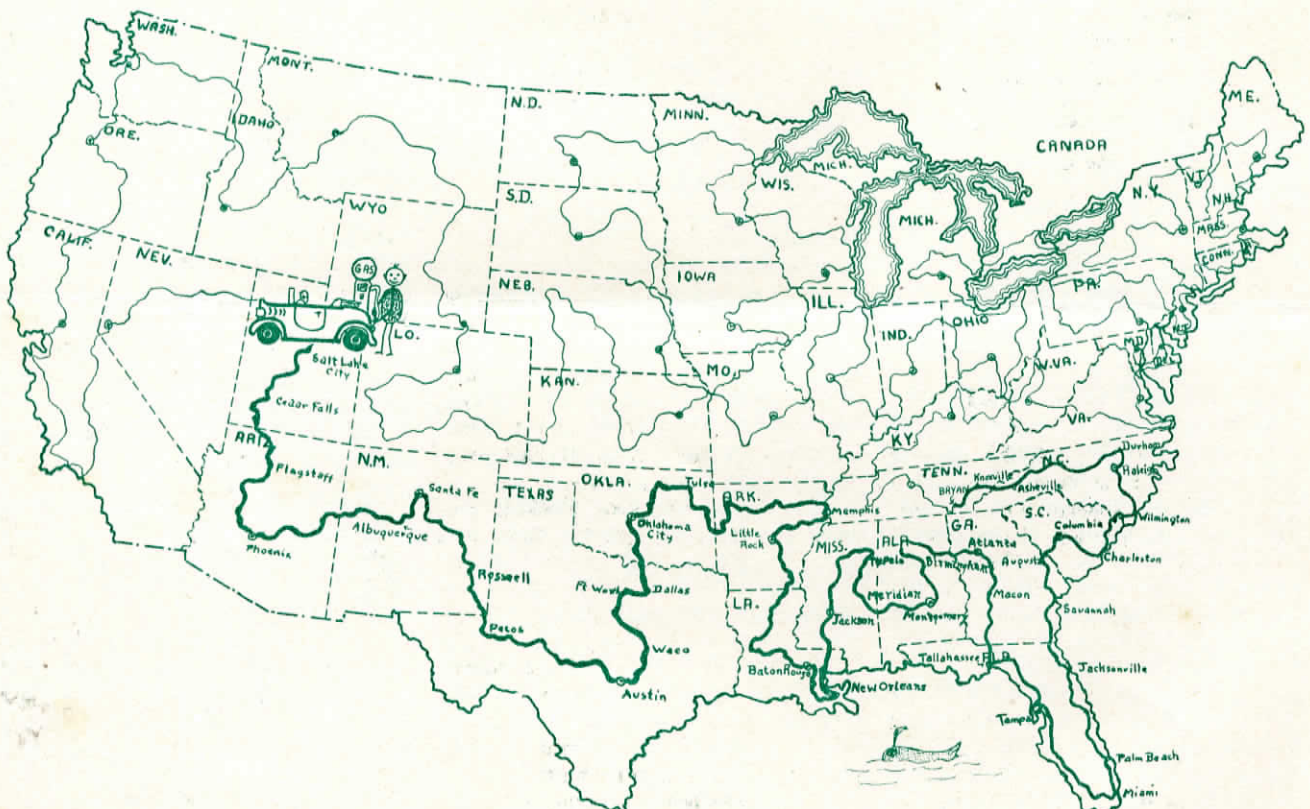 WASH.
MONT.
N.D.
MINN.
ME.
CANADA
ORE.
IDAHO
WIS.
MICH.
N.Y.
VT.
N.H.
S.D.
WYO
MICH.
MASS.
CONN.
CALIF.
NEV.
GAS
NEB.
IOWA
ILL.
IND.
OHIO
PA.
N.J.
MD.
DEL.
LO.
Salt Lake
City
KAN.
MO.
W.VA.
VA.
KY.
Cedar Falls
ARIZ
Flagstaff
N.M.
Santa Fe
TEXAS
OKLA.
Tulsa
ARK.
TENN.
BRYAN
Knoxville
Asheville
N.C.
Durham
Raleigh
Phoenix
Albuquerque
Oklahoma
City
Little
Rock
Memphis
MISS.
ALA.
GA.
Atlanta
S.C.
Columbia
Wilmington
Augusta
Charleston
Roswell
Ft Worth
Dallas
LA.
Tupelo
Birmingham
Meridian
Montgomery
Macon
Savannah
Jackson
Pecos
Waco
Austin
Baton Rouge
New Orleans
Tallahassee
FLA.
Jacksonville
Tampa
Palm Beach
Miami